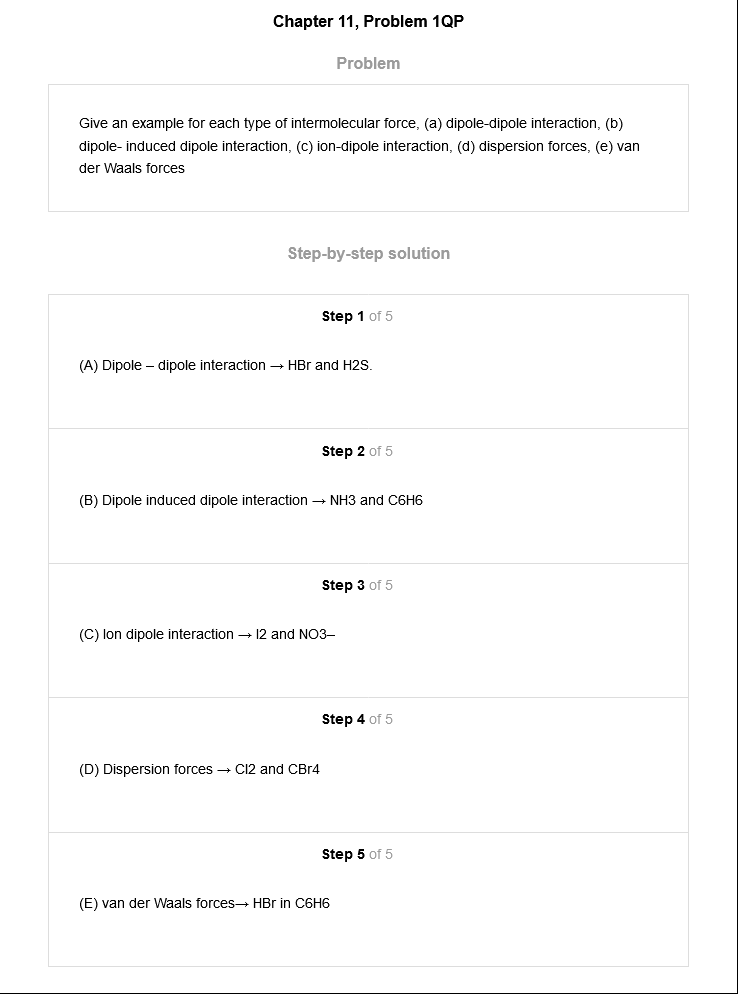 Chapter 11, Problem 1QP
Problem
Give an example for each type of intermolecular force, (a) dipole-dipole interaction, (b)
dipole- induced dipole interaction, (c) ion-dipole interaction, (d) dispersion forces, (e) van
der Waals forces
Step-by-step solution
Step 1 of 5
(A) Dipole – dipole interaction → HBr and H2S.
Step 2 of 5
(B) Dipole induced dipole interaction → NH3 and C6H6
Step 3 of 5
(C) Ion dipole interaction → I2 and NO3–
Step 4 of 5
(D) Dispersion forces → Cl2 and CBr4
Step 5 of 5
(E) van der Waals forces→ HBr in C6H6